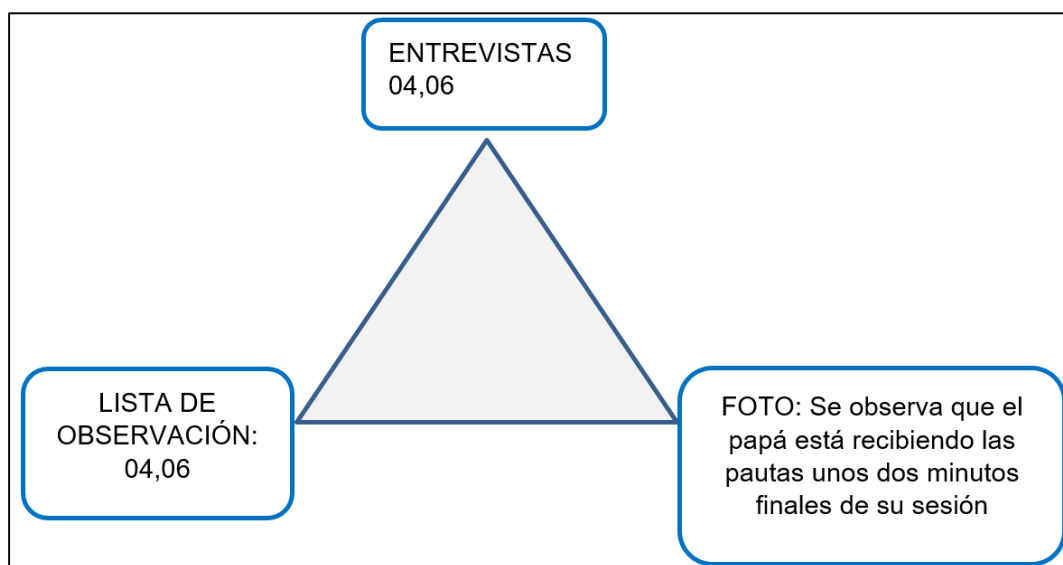 ENTREVISTAS
04,06
LISTA DE
OBSERVACIÓN:
04,06
FOTO: Se observa que el
papá está recibiendo las
pautas unos dos minutos
finales de su sesión